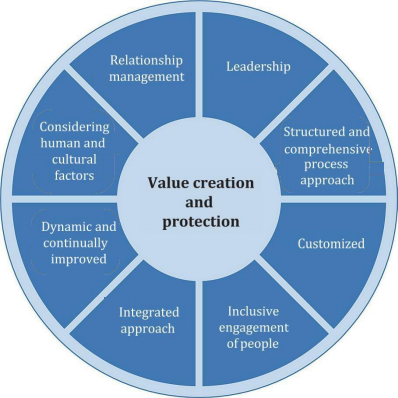 Relationship
management
Leadership
Structured and
comprehensive
process
approach
Customized
Inclusive
engagement
of people
Integrated
approach
Dynamic and
continually
improved
Considering
human and
cultural
factors
Value creation
and
protection